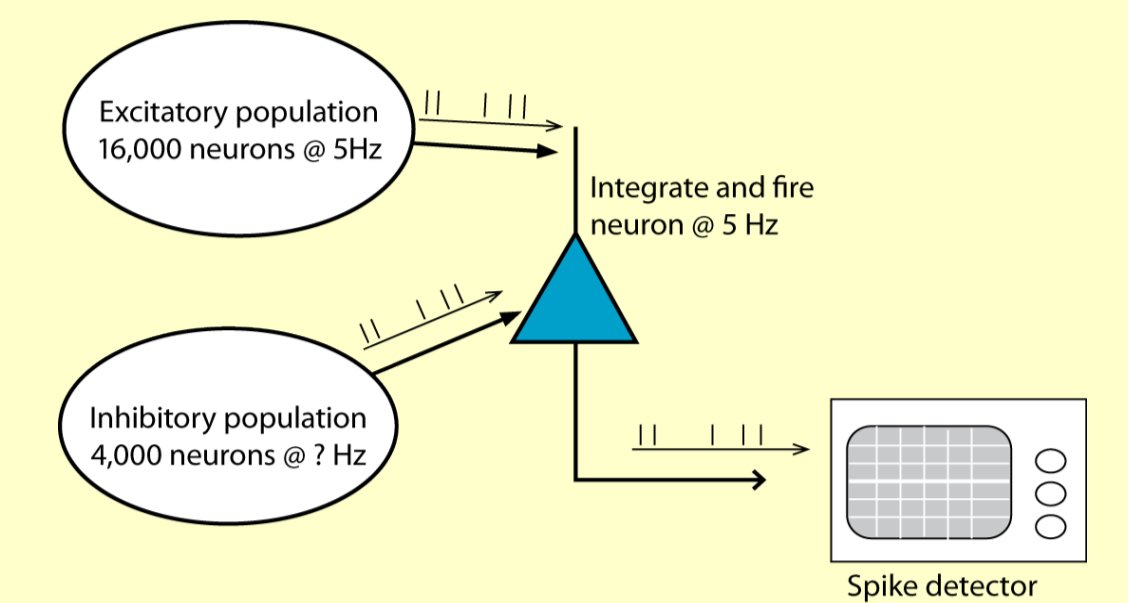 Excitatory population
16,000 neurons @ 5Hz
Integrate and fire
neuron @ 5 Hz
Inhibitory population
4,000 neurons @ ? Hz
Spike detector